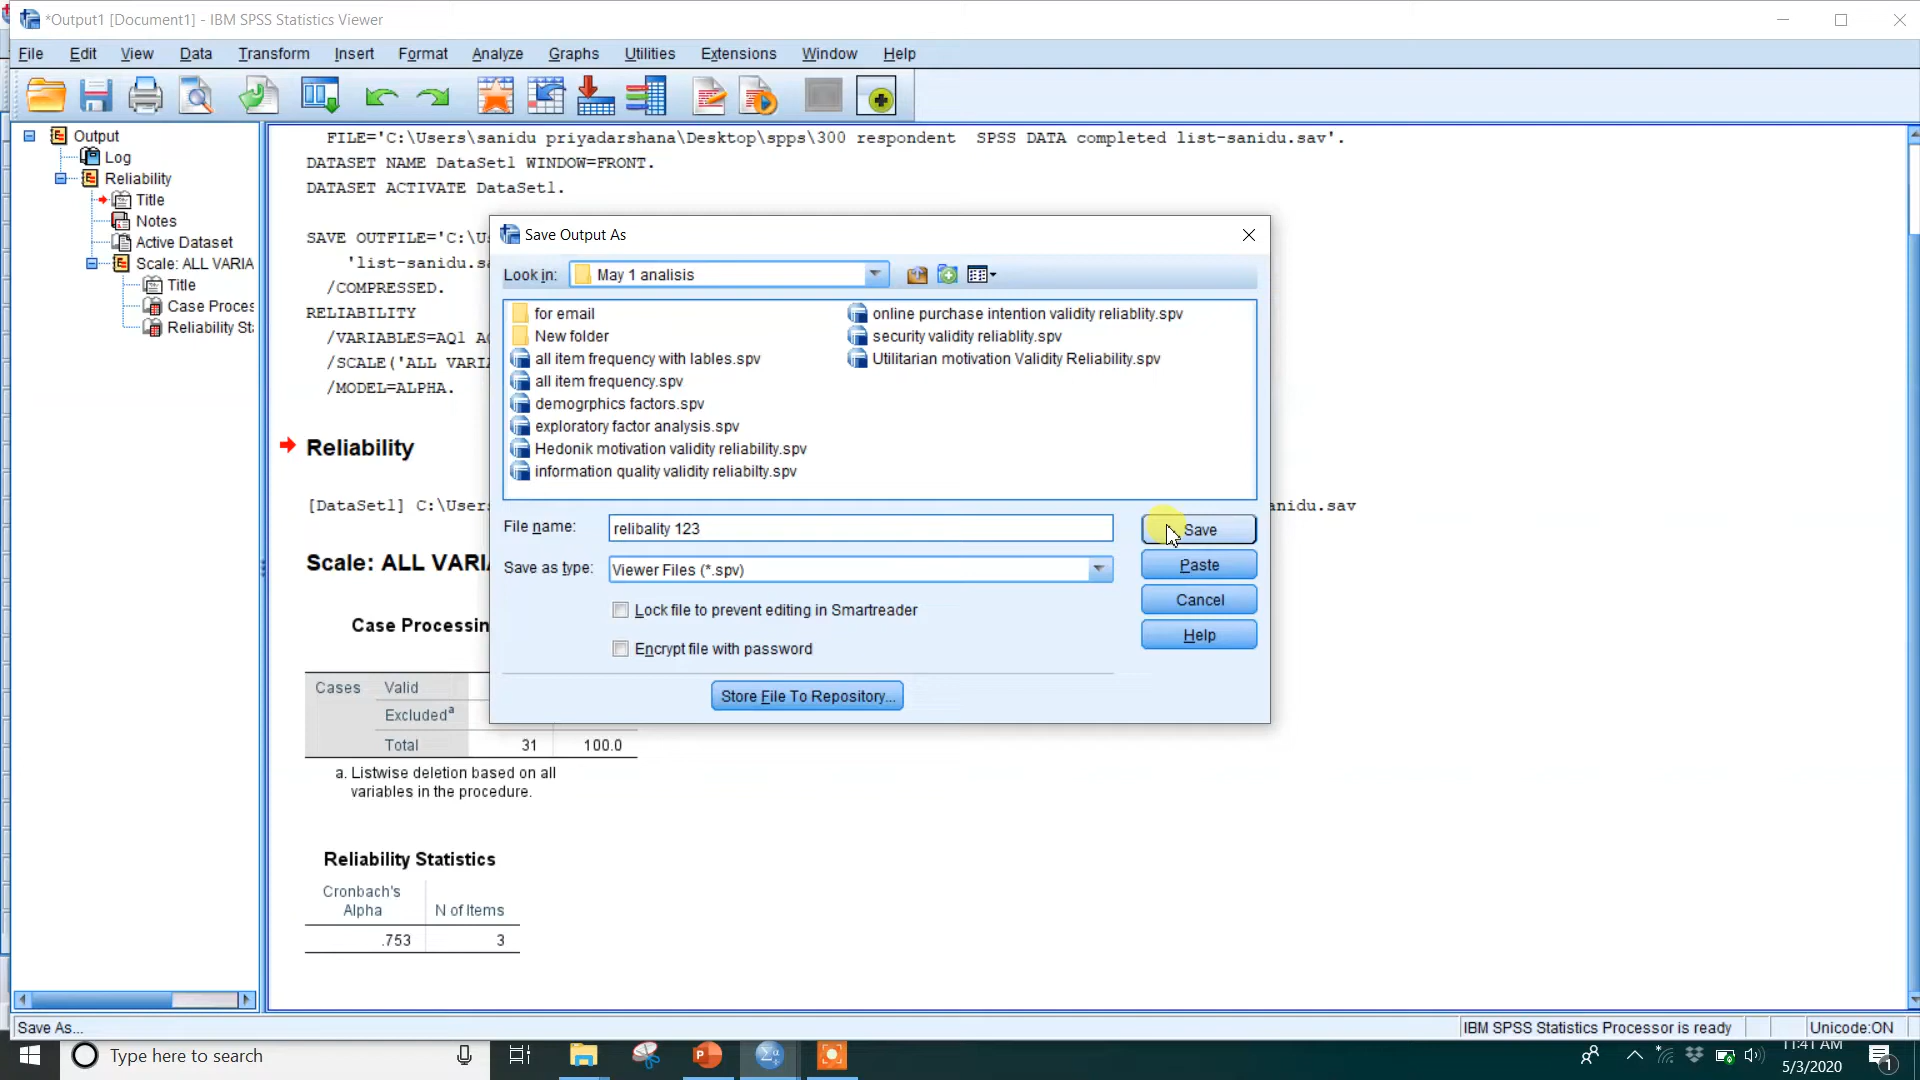 *Output1 [Document1] - IBM SPSS Statistics Viewer
File Edit View Data Transform Insert Format Analyze Graphs Utilities Extensions Window Help
Output
Log
Reliability
Title
Notes
Active Dataset
Scale: ALL VARIA
Title
Case Proces
Reliability St
FILE='C:\Users\sanidu priyadarshana\Desktop\spps\300 respondent  SPSS DATA completed list-sanidu.sav'.
DATASET NAME DataSet1 WINDOW=FRONT.
DATASET ACTIVATE DataSet1.
SAVE OUTFILE='C:\U
'list-sanidu.sa
/COMPRESSED.
RELIABILITY
/VARIABLES=AQ1 AQ
/SCALE('ALL VARI
/MODEL=ALPHA.
Reliability
[DataSet1] C:\Users anidu.sav
Scale: ALL VARI
Case Processin
Cases Valid
Excludedª
Total 31 100.0
a. Listwise deletion based on all
variables in the procedure.
Reliability Statistics
Cronbach's
Alpha N of Items
.753 3
Save Output As
Look in: May 1 analisis
for email
New folder
all item frequency with lables.spv
all item frequency.spv
demogrphics factors.spv
exploratory factor analysis.spv
Hedonik motivation validity reliability.spv
information quality validity reliabilty.spv
online purchase intention validity reliablity.spv
security validity reliablity.spv
Utilitarian motivation Validity Reliability.spv
File name: relibality 123
Save
Save as type: Viewer Files (*.spv)
Paste
Lock file to prevent editing in Smartreader
Cancel
Encrypt file with password
Help
Store File To Repository...
Save As...
IBM SPSS Statistics Processor is ready
Unicode:ON
Type here to search
11:41 AM
5/3/2020
1